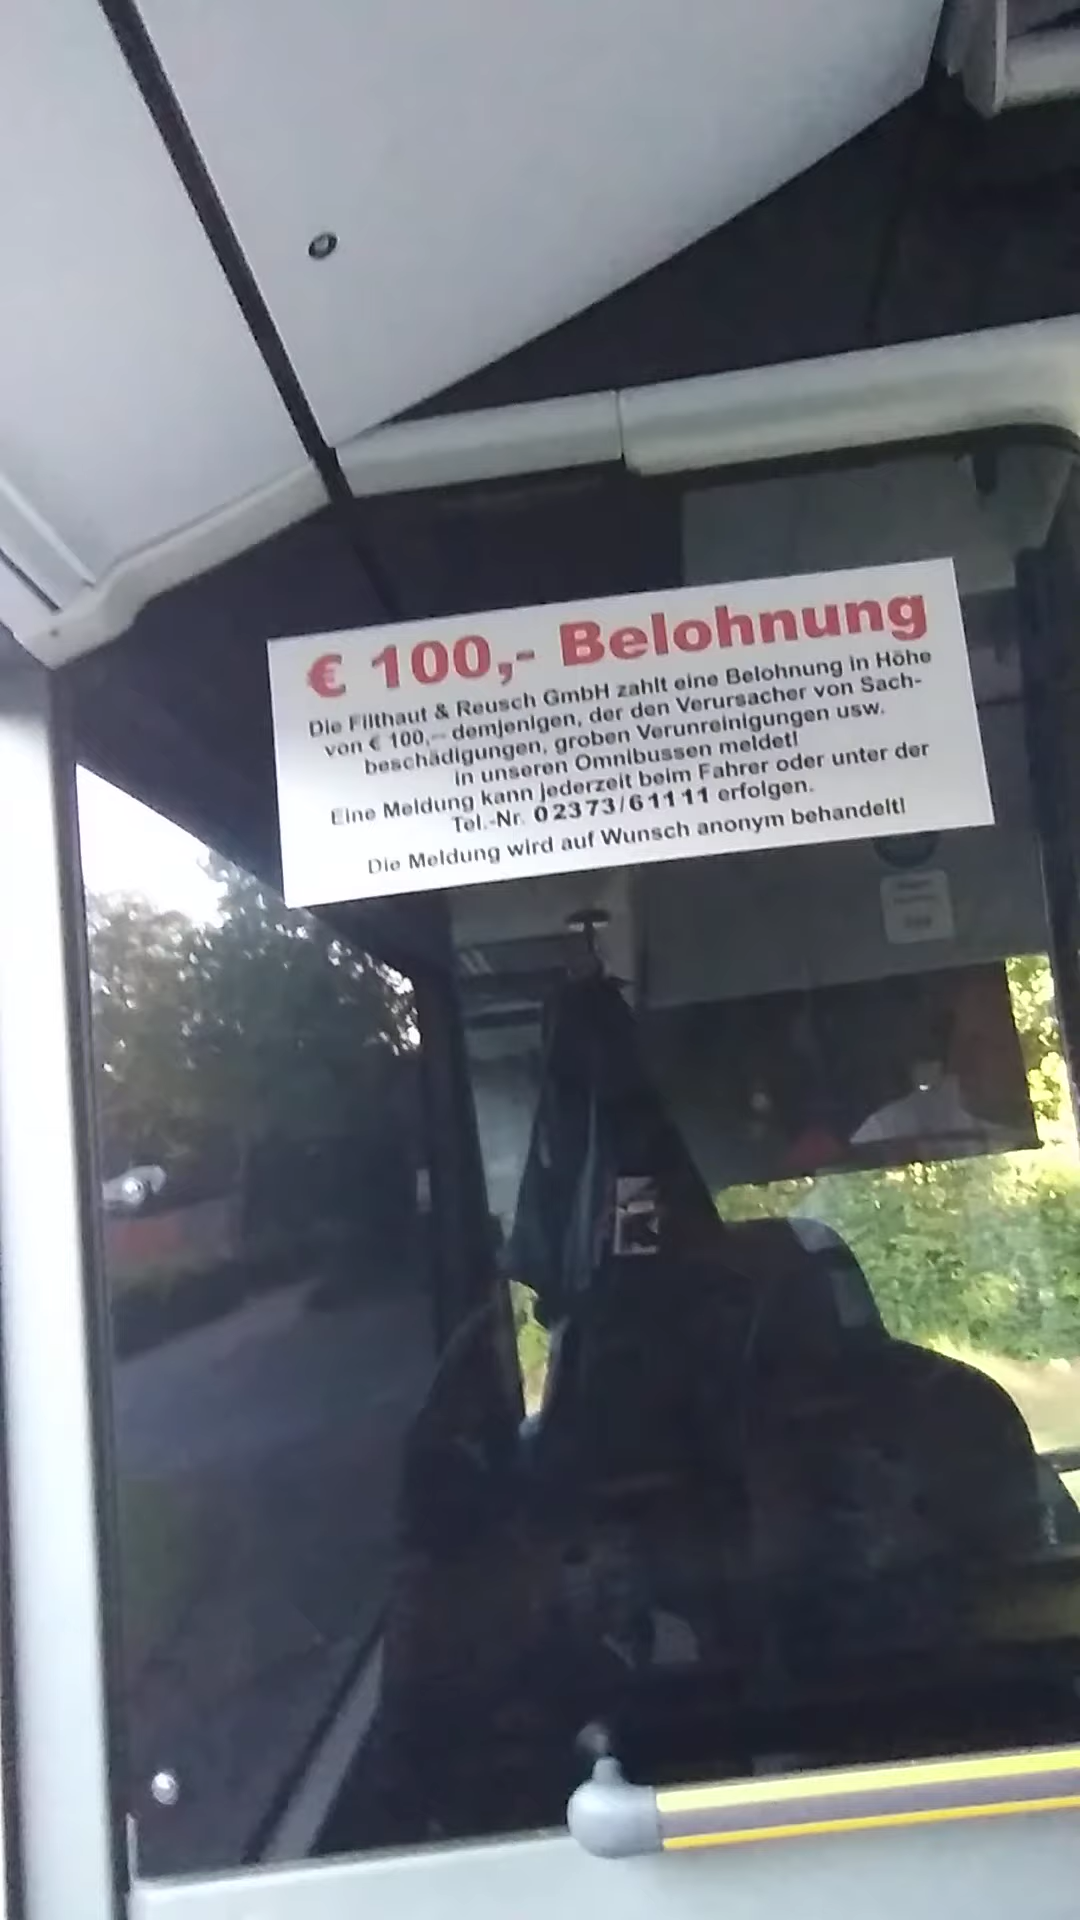 € 100,- Belohnung
Die Filthaut & Reusch GmbH zahlt eine Belohnung in Höhe
von € 100,-- demjenigen, der den Verursacher von Sach-
beschädigungen, groben Verunreinigungen usw.
in unseren Omnibussen meldet!
Eine Meldung kann jederzeit beim Fahrer oder unter der
Tel.-Nr. 02373/61111 erfolgen.
Die Meldung wird auf Wunsch anonym behandelt!